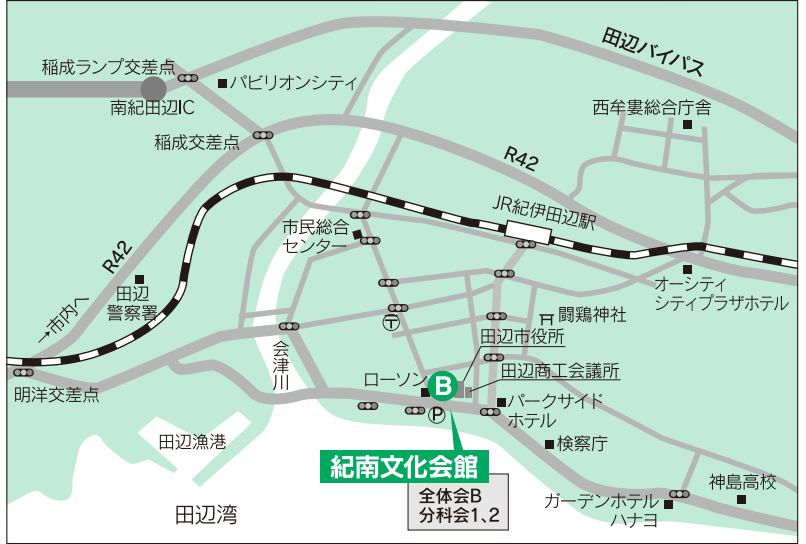 田辺バイパス
稲成ランプ交差点
パビリオンシティ
南紀田辺IC
西牟婁総合庁舎
稲成交差点
R42
JR紀伊田辺駅
市民総合
センター
R42
田辺
警察署
オーシティ
シティプラザホテル
→市内へ
〒
闘鶏神社
田辺市役所
会津川
田辺商工会議所
ローソン
B
明洋交差点
P
パークサイド
ホテル
田辺漁港
検察庁
紀南文化会館
全体会B
分科会1、2
神島高校
ガーデンホテル
ハナヨ
田辺湾